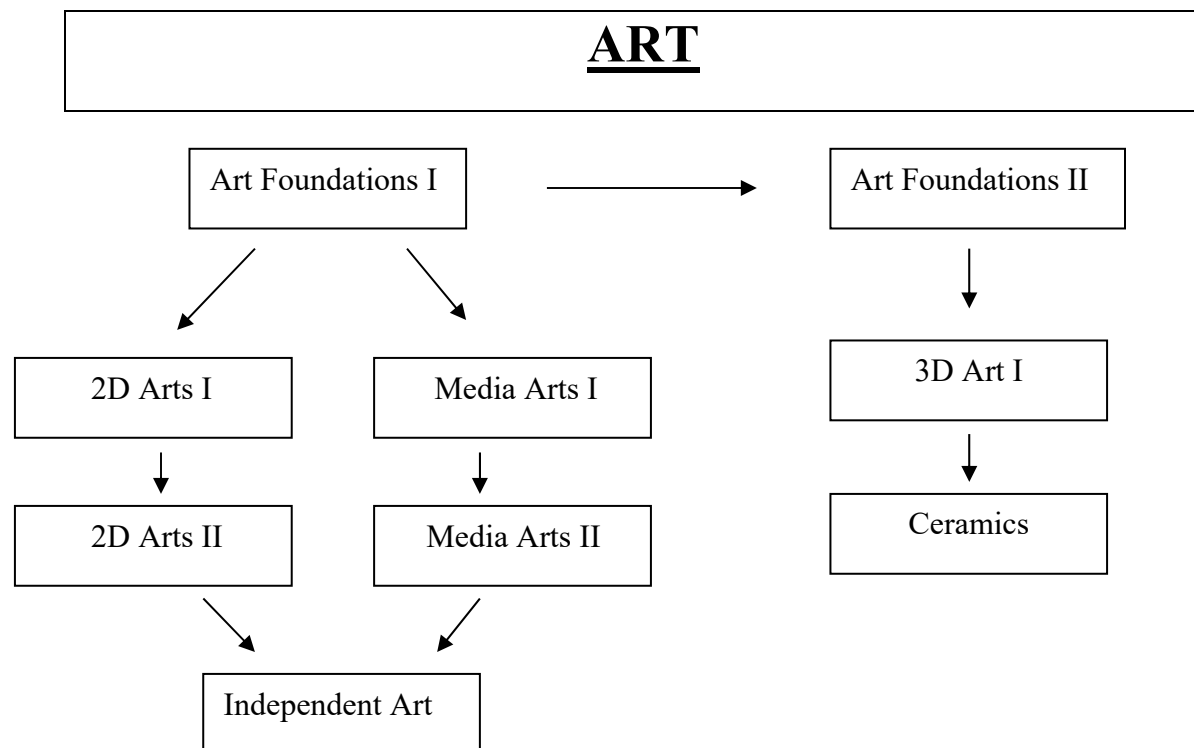 ART
Art Foundations I
Art Foundations II
2D Arts I
Media Arts I
3D Art I
2D Arts II
Media Arts II
Ceramics
Independent Art